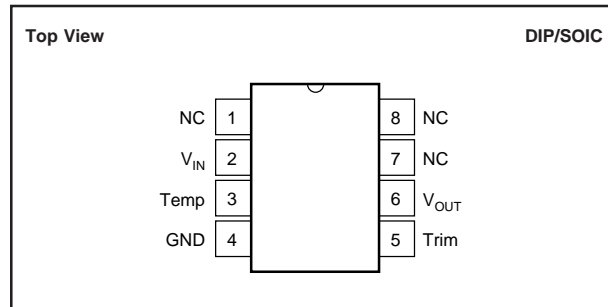 Top View DIP/SOIC
NC 1 8 NC
V_IN 2 7 NC
Temp 3 6 V_OUT
GND 4 5 Trim